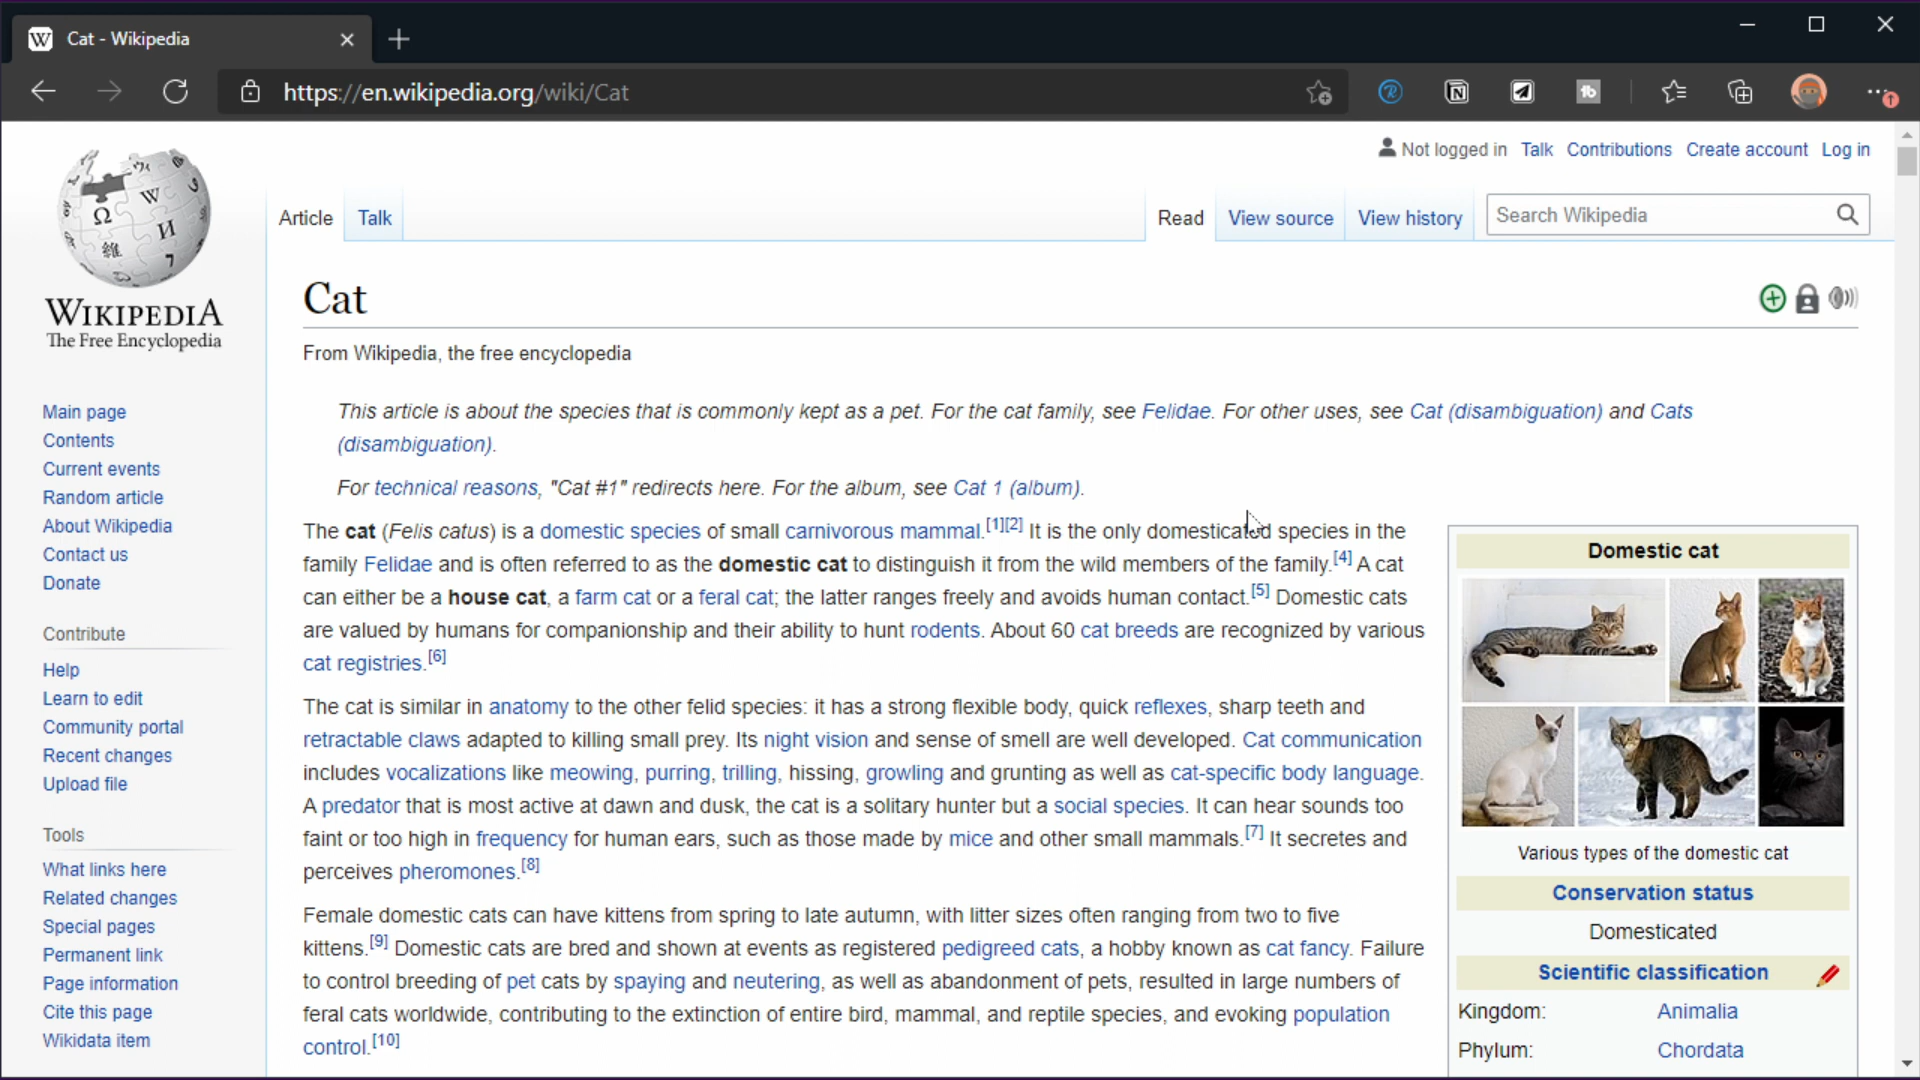 Cat - Wikipedia
https://en.wikipedia.org/wiki/Cat
Not logged in Talk Contributions Create account Log in
Article Talk Read View source View history Search Wikipedia
WIKIPEDIA
The Free Encyclopedia
Main page
Contents
Current events
Random article
About Wikipedia
Contact us
Donate
Contribute
Help
Learn to edit
Community portal
Recent changes
Upload file
Tools
What links here
Related changes
Special pages
Permanent link
Page information
Cite this page
Wikidata item
Cat
From Wikipedia, the free encyclopedia
This article is about the species that is commonly kept as a pet. For the cat family, see Felidae. For other uses, see Cat (disambiguation) and Cats
(disambiguation).
For technical reasons, "Cat #1" redirects here. For the album, see Cat 1 (album).
The cat (Felis catus) is a domestic species of small carnivorous mammal.[1][2] It is the only domesticated species in the
family Felidae and is often referred to as the domestic cat to distinguish it from the wild members of the family.[4] A cat
can either be a house cat, a farm cat or a feral cat; the latter ranges freely and avoids human contact.[5] Domestic cats
are valued by humans for companionship and their ability to hunt rodents. About 60 cat breeds are recognized by various
cat registries.[6]
The cat is similar in anatomy to the other felid species: it has a strong flexible body, quick reflexes, sharp teeth and
retractable claws adapted to killing small prey. Its night vision and sense of smell are well developed. Cat communication
includes vocalizations like meowing, purring, trilling, hissing, growling and grunting as well as cat-specific body language.
A predator that is most active at dawn and dusk, the cat is a solitary hunter but a social species. It can hear sounds too
faint or too high in frequency for human ears, such as those made by mice and other small mammals.[7] It secretes and
perceives pheromones.[8]
Female domestic cats can have kittens from spring to late autumn, with litter sizes often ranging from two to five
kittens.[9] Domestic cats are bred and shown at events as registered pedigreed cats, a hobby known as cat fancy. Failure
to control breeding of pet cats by spaying and neutering, as well as abandonment of pets, resulted in large numbers of
feral cats worldwide, contributing to the extinction of entire bird, mammal, and reptile species, and evoking population
control.[10]
Domestic cat
Various types of the domestic cat
Conservation status
Domesticated
Scientific classification
Kingdom: Animalia
Phylum: Chordata